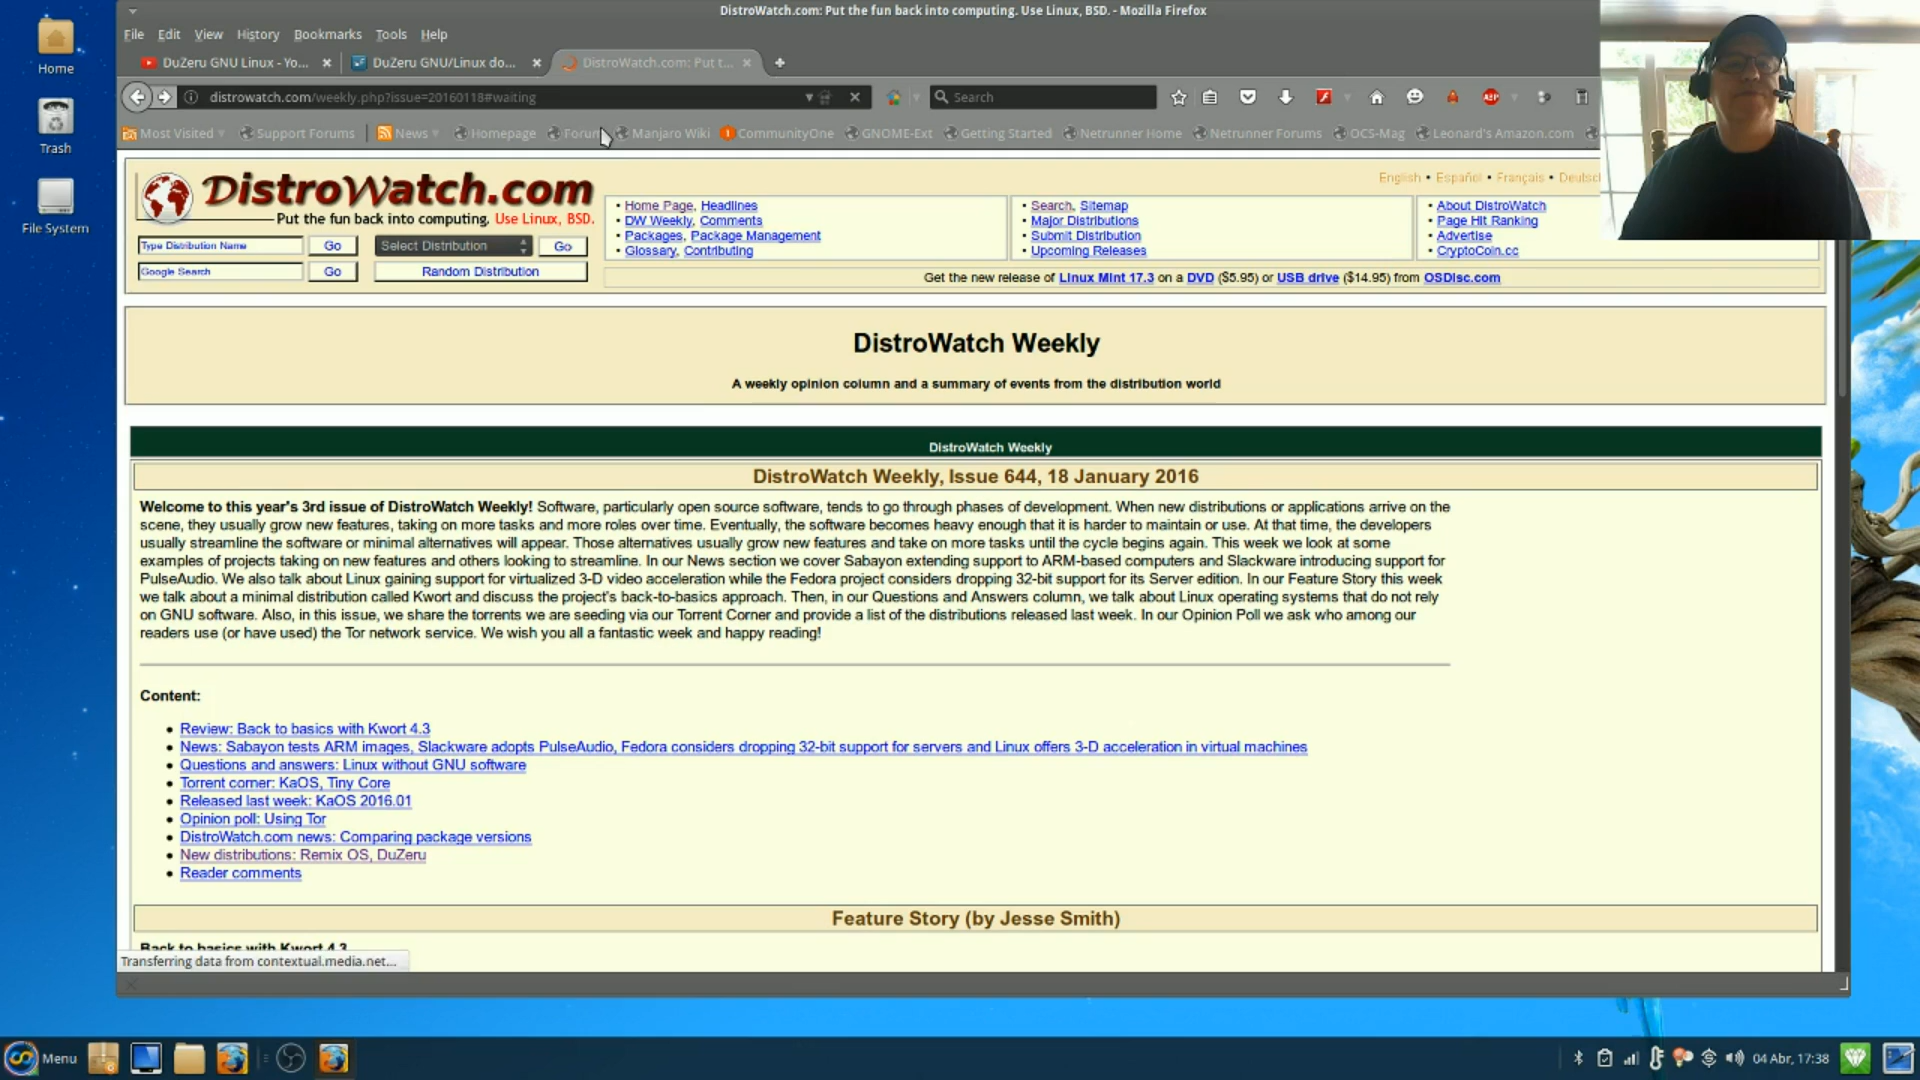 DistroWatch.com: Put the fun back into computing. Use Linux, BSD. - Mozilla Firefox
File Edit View History Bookmarks Tools Help
DuZeru GNU Linux - Yo...
DuZeru GNU/Linux do...
DistroWatch.com: Put t...
distrowatch.com/weekly.php?issue=20160118#waiting
Search
ABP
Most Visited
Support Forums
News
Homepage
Forum
Manjaro Wiki
CommunityOne
GNOME-Ext
Getting Started
Netrunner Home
Netrunner Forums
OCS-Mag
Leonard's Amazon.com
Home
Trash
File System
DistroWatch.com
Put the fun back into computing. Use Linux, BSD.
English • Español • Français • Deutsc
Type Distribution Name
Go
Select Distribution
Go
Google Search
Go
Random Distribution
• Home Page, Headlines
• DW Weekly, Comments
• Packages, Package Management
• Glossary, Contributing
• Search, Sitemap
• Major Distributions
• Submit Distribution
• Upcoming Releases
• About DistroWatch
• Page Hit Ranking
• Advertise
• CryptoCoin.cc
Get the new release of Linux Mint 17.3 on a DVD ($5.95) or USB drive ($14.95) from OSDisc.com
DistroWatch Weekly
A weekly opinion column and a summary of events from the distribution world
DistroWatch Weekly
DistroWatch Weekly, Issue 644, 18 January 2016
Welcome to this year's 3rd issue of DistroWatch Weekly! Software, particularly open source software, tends to go through phases of development. When new distributions or applications arrive on the
scene, they usually grow new features, taking on more tasks and more roles over time. Eventually, the software becomes heavy enough that it is harder to maintain or use. At that time, the developers
usually streamline the software or minimal alternatives will appear. Those alternatives usually grow new features and take on more tasks until the cycle begins again. This week we look at some
examples of projects taking on new features and others looking to streamline. In our News section we cover Sabayon extending support to ARM-based computers and Slackware introducing support for
PulseAudio. We also talk about Linux gaining support for virtualized 3-D video acceleration while the Fedora project considers dropping 32-bit support for its Server edition. In our Feature Story this week
we talk about a minimal distribution called Kwort and discuss the project's back-to-basics approach. Then, in our Questions and Answers column, we talk about Linux operating systems that do not rely
on GNU software. Also, in this issue, we share the torrents we are seeding via our Torrent Corner and provide a list of the distributions released last week. In our Opinion Poll we ask who among our
readers use (or have used) the Tor network service. We wish you all a fantastic week and happy reading!
Content:
• Review: Back to basics with Kwort 4.3
• News: Sabayon tests ARM images, Slackware adopts PulseAudio, Fedora considers dropping 32-bit support for servers and Linux offers 3-D acceleration in virtual machines
• Questions and answers: Linux without GNU software
• Torrent corner: KaOS, Tiny Core
• Released last week: KaOS 2016.01
• Opinion poll: Using Tor
• DistroWatch.com news: Comparing package versions
• New distributions: Remix OS, DuZeru
• Reader comments
Feature Story (by Jesse Smith)
Back to basics with Kwort 4.3
Transferring data from contextual.media.net...
Menu
04 Abr, 17:38